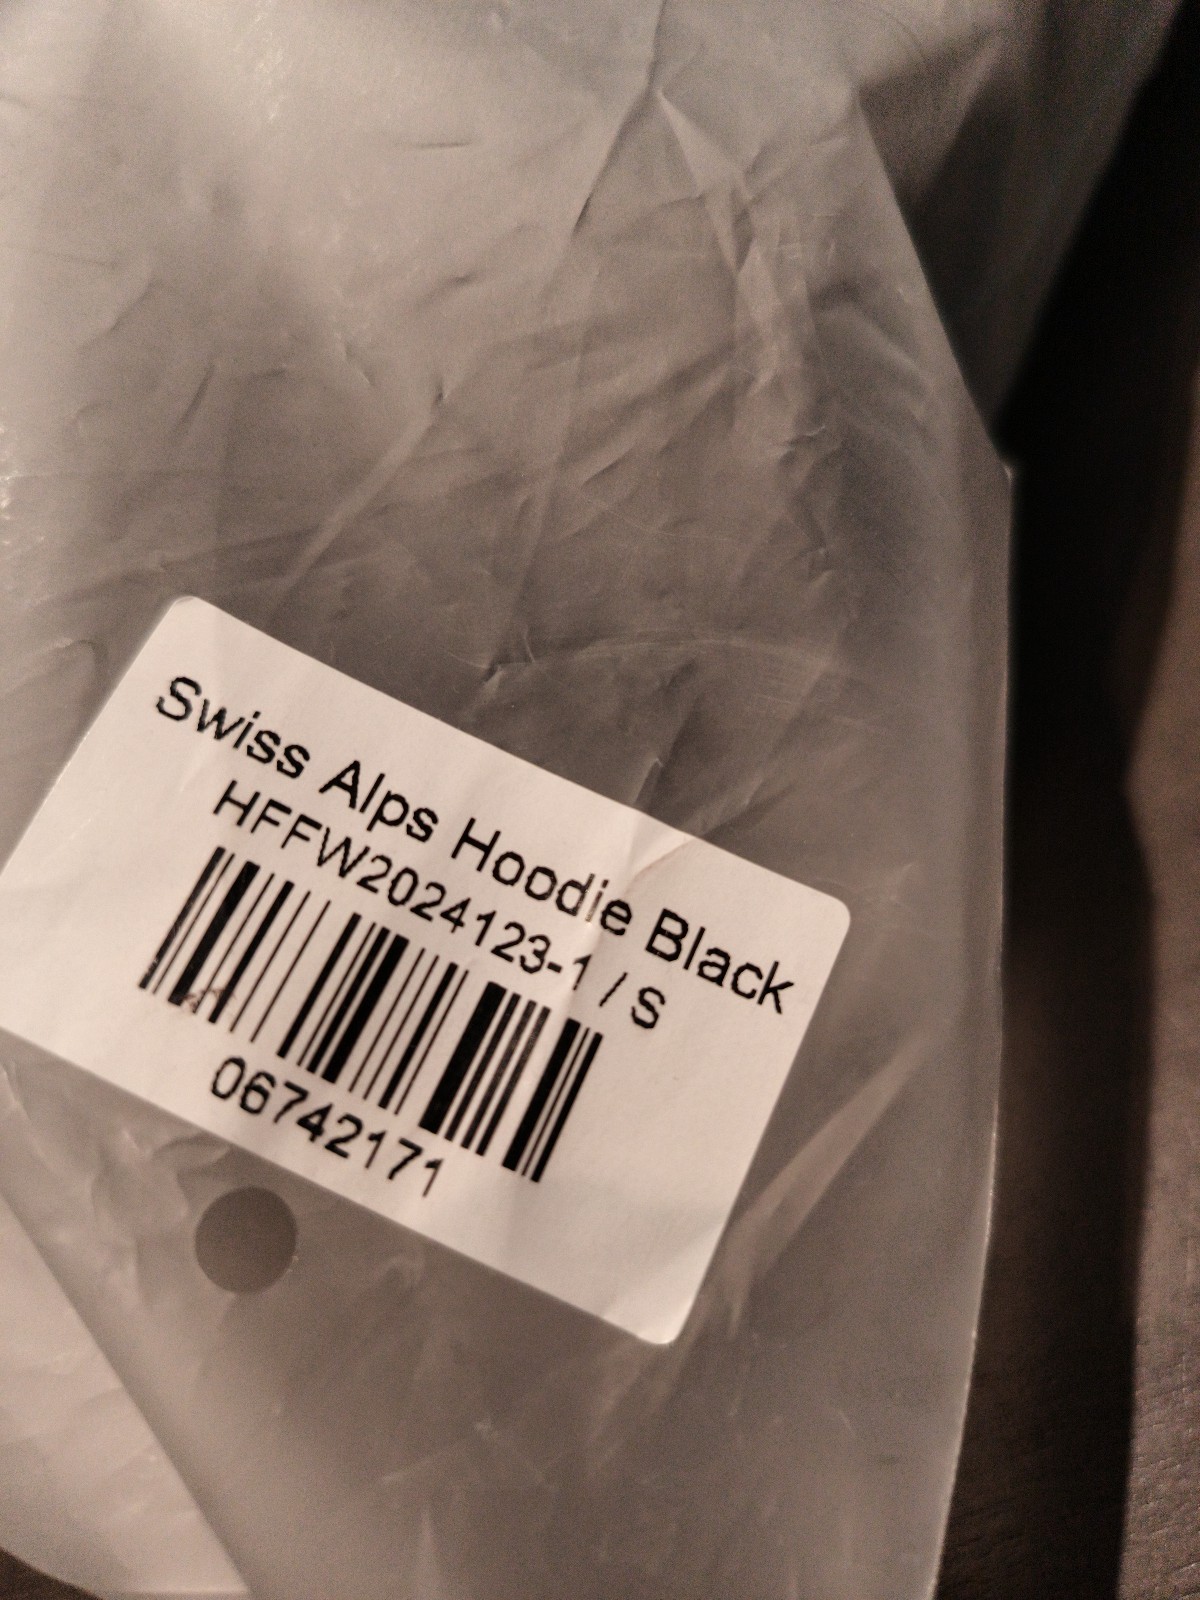 Swiss Alps Hoodie Black
HFFW2024123-1 / S
06742171